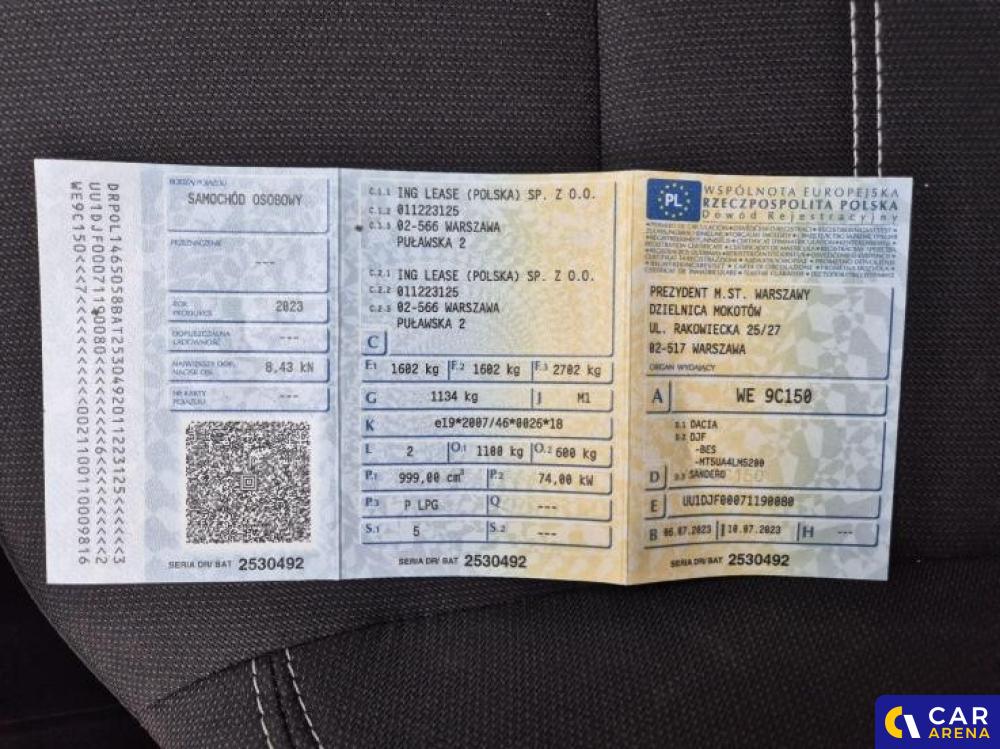 DRPOL1465058BAT2530492011223125<<<<<3
UU1DJF00071190080<<<<<<<<<<<6<<<<<<<2
WE9C150<<<7<<<<<<<<<<0021100110009816
RODZAJ POJAZDU
SAMOCHÓD OSOBOWY
PRZEZNACZENIE
---
ROK PRODUKCJI
2023
DOPUSZCZALNA ŁADOWNOŚĆ
---
NAJWIĘKSZY DOP. NACISK OSI
8,43 kN
NR KARTY POJAZDU
---
SERIA DR/ BAT 2530492
C.1.1 ING LEASE (POLSKA) SP. Z O.O.
C.1.2 011223125
C.1.3 02-566 WARSZAWA
PUŁAWSKA 2
C.2.1 ING LEASE (POLSKA) SP. Z O.O.
C.2.2 011223125
C.2.3 02-566 WARSZAWA
PUŁAWSKA 2
C
F.1 1602 kg F.2 1602 kg F.3 2702 kg
G 1134 kg J M1
K e19*2007/46*0026*18
L 2 O.1 1100 kg O.2 600 kg
P.1 999,00 cm³ P.2 74,00 kW
P.3 P LPG Q ---
S.1 5 S.2 ---
SERIA DR/ BAT 2530492
PL
WSPÓLNOTA EUROPEJSKA
RZECZPOSPOLITA POLSKA
Dowód Rejestracyjny
PREZYDENT M.ST. WARSZAWY
DZIELNICA MOKOTÓW
UL. RAKOWIECKA 25/27
02-517 WARSZAWA
ORGAN WYDAJĄCY
A WE 9C150
D.1 DACIA
D.2 DJF
-BES
-MT5UA4LM5200
D D.3 SANDERO
E UU1DJF00071190080
B 06.07.2023 I 10.07.2023 H ---
SERIA DR/ BAT 2530492
CAR
ARENA